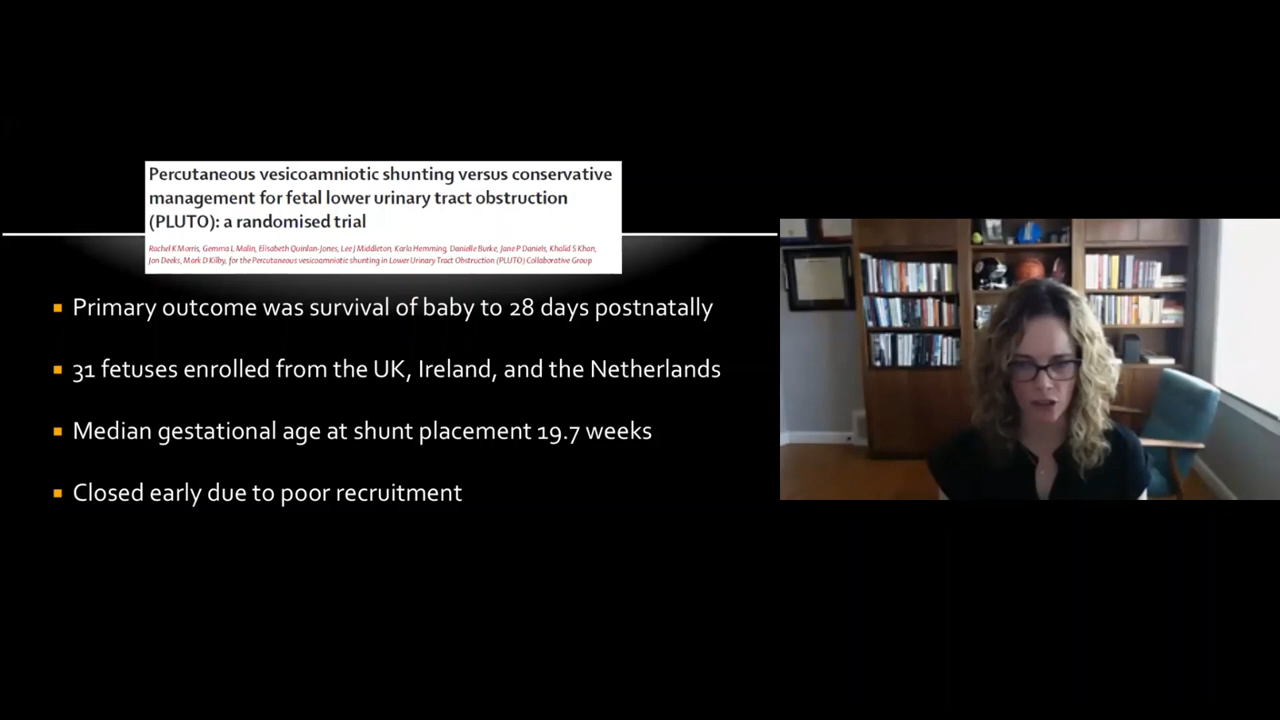 Percutaneous vesicoamniotic shunting versus conservative
management for fetal lower urinary tract obstruction
(PLUTO): a randomised trial
Rachel K Morris, Gemma L Malin, Elisabeth Quinlan-Jones, Lee J Middleton, Karla Hemming, Danielle Burke, Jane P Daniels, Khalid S Khan,
Jon Deeks, Mark D Kilby, for the Percutaneous vesicoamniotic shunting in Lower Urinary Tract Obstruction (PLUTO) Collaborative Group
Primary outcome was survival of baby to 28 days postnatally
31 fetuses enrolled from the UK, Ireland, and the Netherlands
Median gestational age at shunt placement 19.7 weeks
Closed early due to poor recruitment